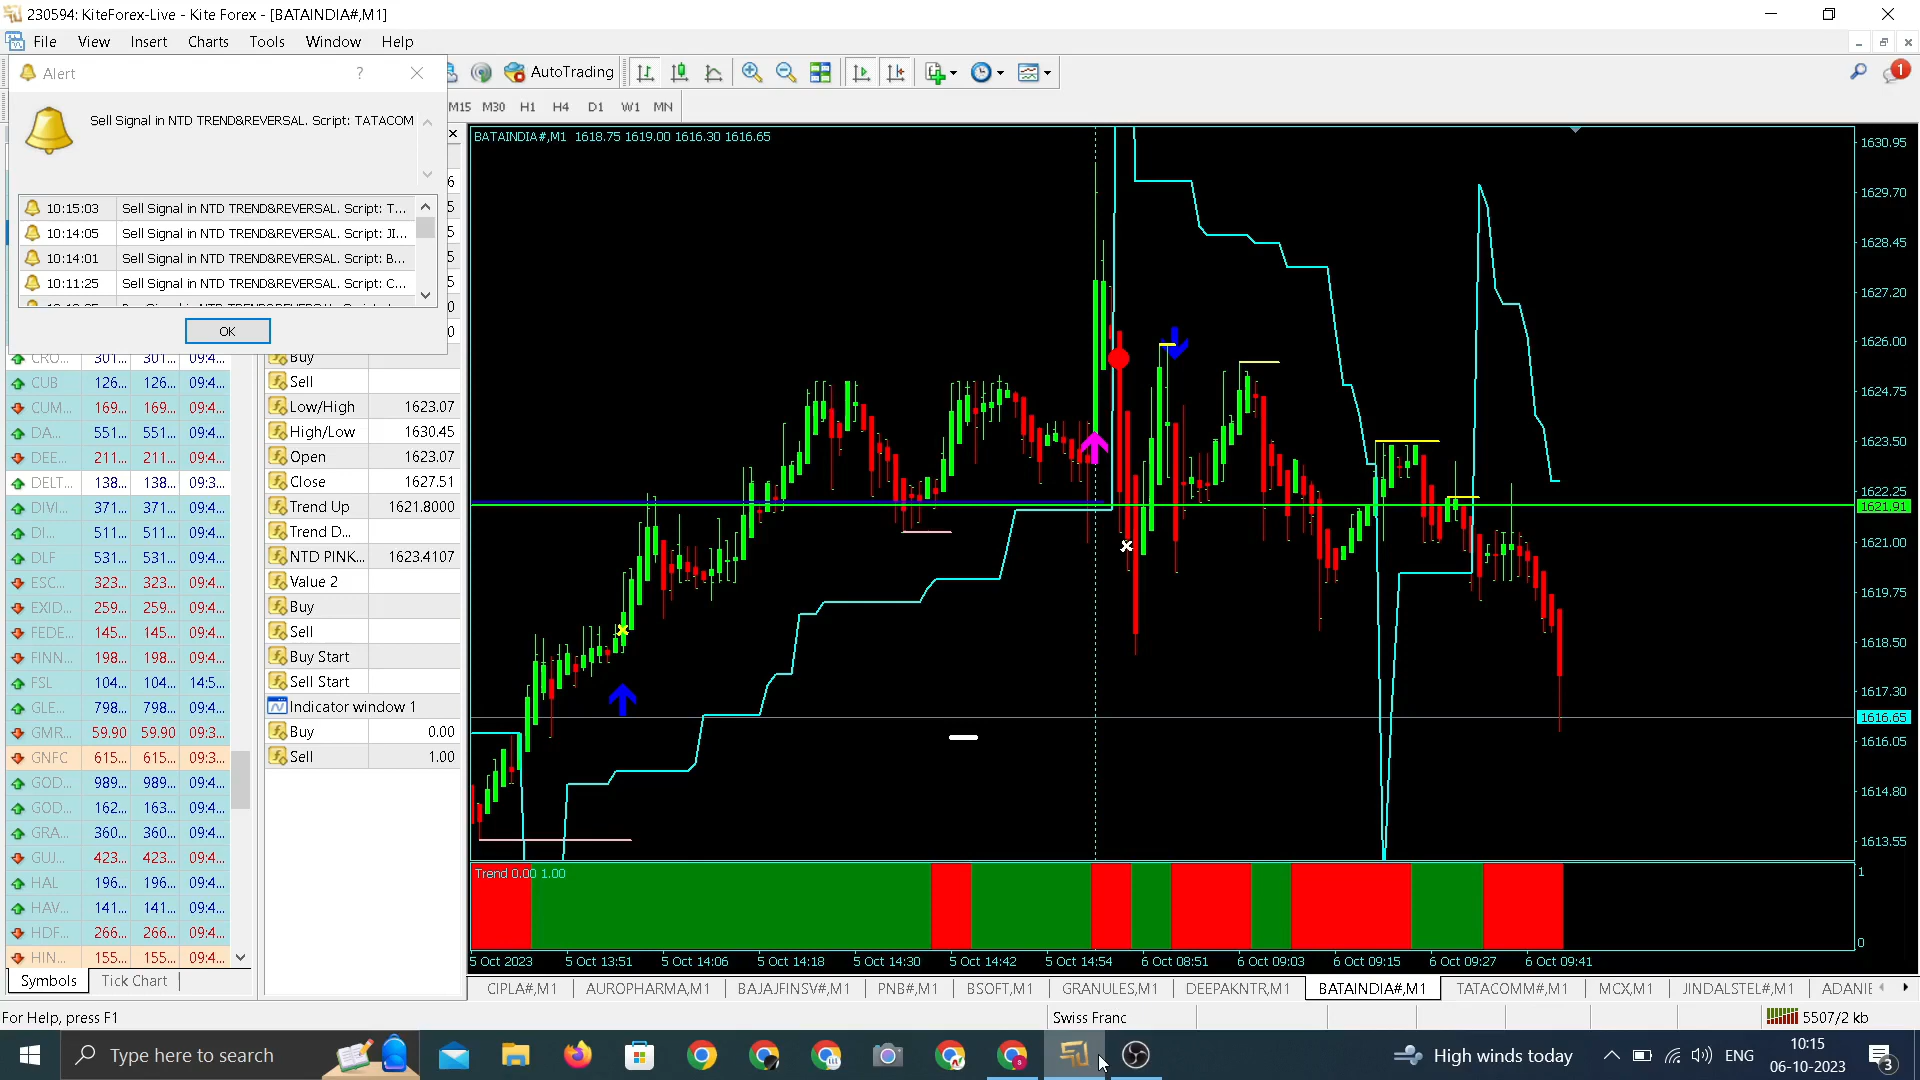 230594: KiteForex-Live - Kite Forex - [BATAINDIA#,M1]
File View Insert Charts Tools Window Help
Alert
?
AutoTrading
1
M15 M30 H1 H4 D1 W1 MN
Sell Signal in NTD TREND&REVERSAL. Script: TATACOM
10:15:03 Sell Signal in NTD TREND&REVERSAL. Script: T...
10:14:05 Sell Signal in NTD TREND&REVERSAL. Script: JI...
10:14:01 Sell Signal in NTD TREND&REVERSAL. Script: B...
10:11:25 Sell Signal in NTD TREND&REVERSAL. Script: C...
OK
CRO... 301... 301... 09:4...
CUB 126... 126... 09:4...
CUM... 169... 169... 09:4...
DA... 551... 551... 09:4...
DEE... 211... 211... 09:4...
DELT... 138... 138... 09:3...
DIVI... 371... 371... 09:4...
DI... 511... 511... 09:4...
DLF 531... 531... 09:4...
ESC... 323... 323... 09:4...
EXID... 259... 259... 09:4...
FEDE... 145... 145... 09:4...
FINN... 198... 198... 09:4...
FSL 104... 104... 14:5...
GLE... 798... 798... 09:4...
GMR... 59.90 59.90 09:3...
GNFC 615... 615... 09:3...
GOD... 989... 989... 09:4...
GOD... 162... 163... 09:4...
GRA... 360... 360... 09:4...
GUJ... 423... 423... 09:4...
HAL 196... 196... 09:4...
HAV... 141... 141... 09:4...
HDF... 266... 266... 09:4...
HIN... 155... 155... 09:4...
Symbols Tick Chart
Buy
Sell
Low/High 1623.07
High/Low 1630.45
Open 1623.07
Close 1627.51
Trend Up 1621.8000
Trend D...
NTD PINK... 1623.4107
Value 2
Buy
Sell
Buy Start
Sell Start
Indicator window 1
Buy 0.00
Sell 1.00
BATAINDIA#,M1 1618.75 1619.00 1616.30 1616.65
1630.95
1629.70
1628.45
1627.20
1626.00
1624.75
1623.50
1622.25
1621.91
1621.00
1619.75
1618.50
1617.30
1616.65
1616.05
1614.80
1613.55
Trend 0.00 1.00
1
0
5 Oct 2023 5 Oct 13:51 5 Oct 14:06 5 Oct 14:18 5 Oct 14:30 5 Oct 14:42 5 Oct 14:54 6 Oct 08:51 6 Oct 09:03 6 Oct 09:15 6 Oct 09:27 6 Oct 09:41
CIPLA#,M1 AUROPHARMA,M1 BAJAJFINSV#,M1 PNB#,M1 BSOFT,M1 GRANULES,M1 DEEPAKNTR,M1 BATAINDIA#,M1 TATACOMM#,M1 MCX,M1 JINDALSTEL#,M1 ADANIE
For Help, press F1
Swiss Franc
5507/2 kb
Type here to search
High winds today
ENG
10:15
06-10-2023
3